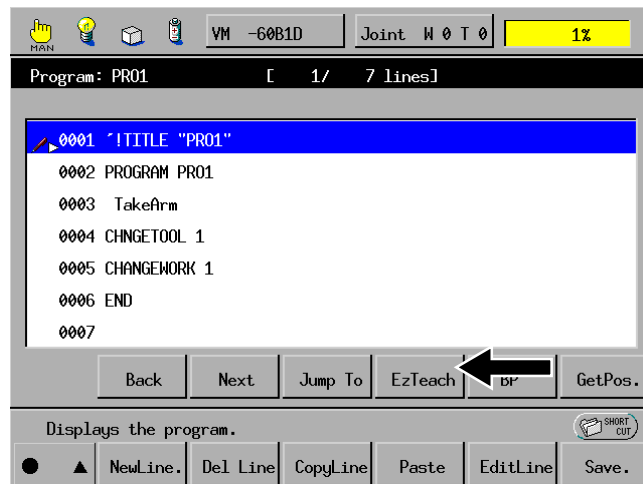 MAN
VM -60B1D
Joint W 0 T 0
1%
Program: PRO1 [ 1/ 7 lines]
0001 ´!TITLE "PRO1"
0002 PROGRAM PRO1
0003 TakeArm
0004 CHNGETOOL 1
0005 CHANGEWORK 1
0006 END
0007
Back Next Jump To EzTeach BP GetPos.
Displays the program.
SHORT CUT
NewLine. Del Line CopyLine Paste EditLine Save.